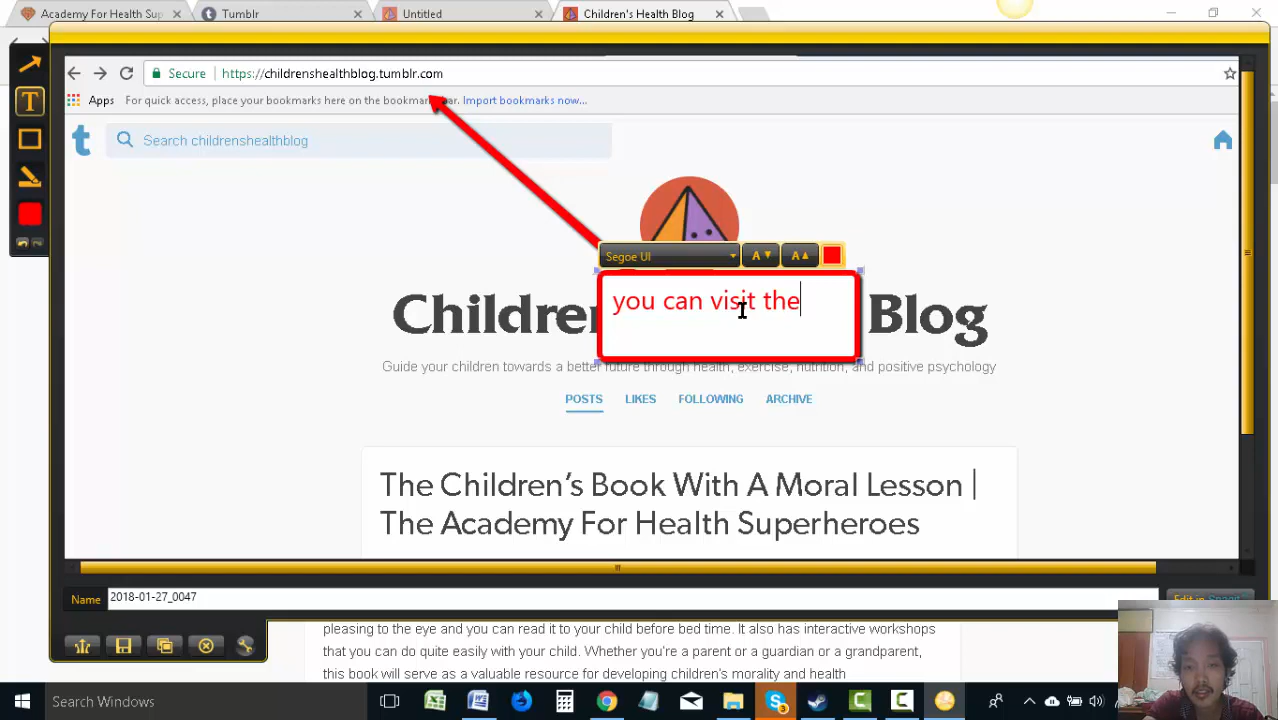 Academy For Health Sup
Tumblr
Untitled
Children's Health Blog
Secure
https://childrenshealthblog.tumblr.com
Apps
For quick access, place your bookmarks here on the bookmarks bar. Import bookmarks now...
Search childrenshealthblog
Segoe UI
A▼
A▲
you can visit the
Children
Blog
Guide your children towards a better future through health, exercise, nutrition, and positive psychology
POSTS
LIKES
FOLLOWING
ARCHIVE
The Children's Book With A Moral Lesson |
The Academy For Health Superheroes
Name
2018-01-27_0047
Edit in Snagit
pleasing to the eye and you can read it to your child before bed time. It also has interactive workshops
that you can do quite easily with your child. Whether you're a parent or a guardian or a grandparent,
this book will serve as a valuable resource for developing children's morality and health
Search Windows
3